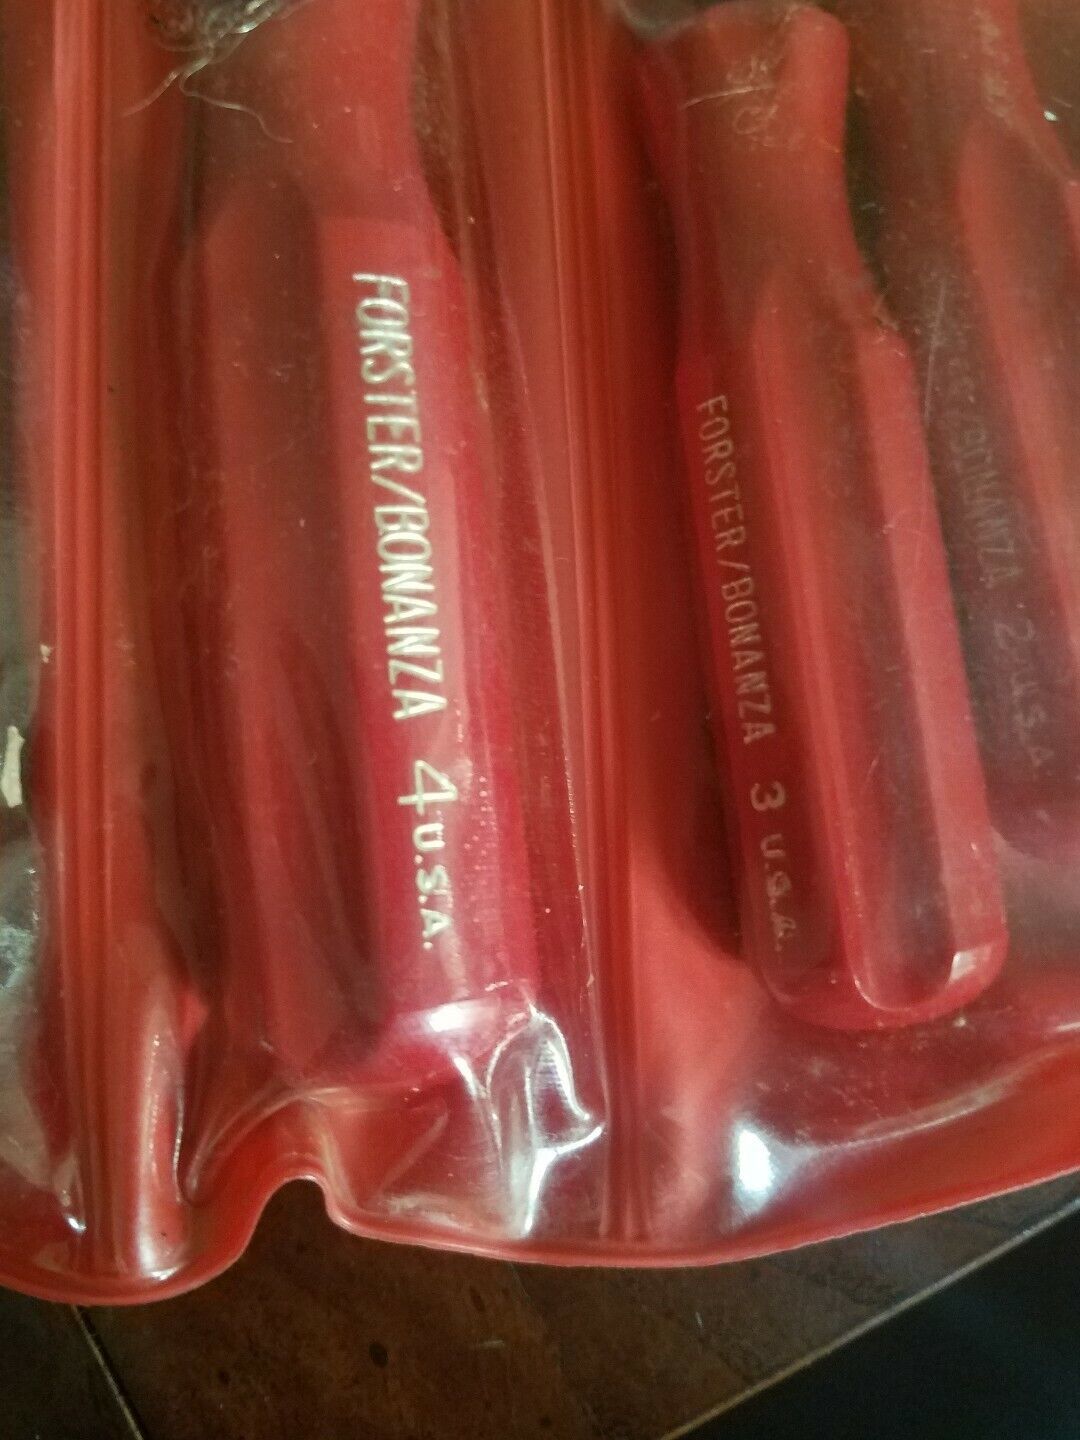 FORSTER/BONANZA 4 U.S.A.
FORSTER/BONANZA 3 U.S.A.
/BONANZA 2 U.S.A.